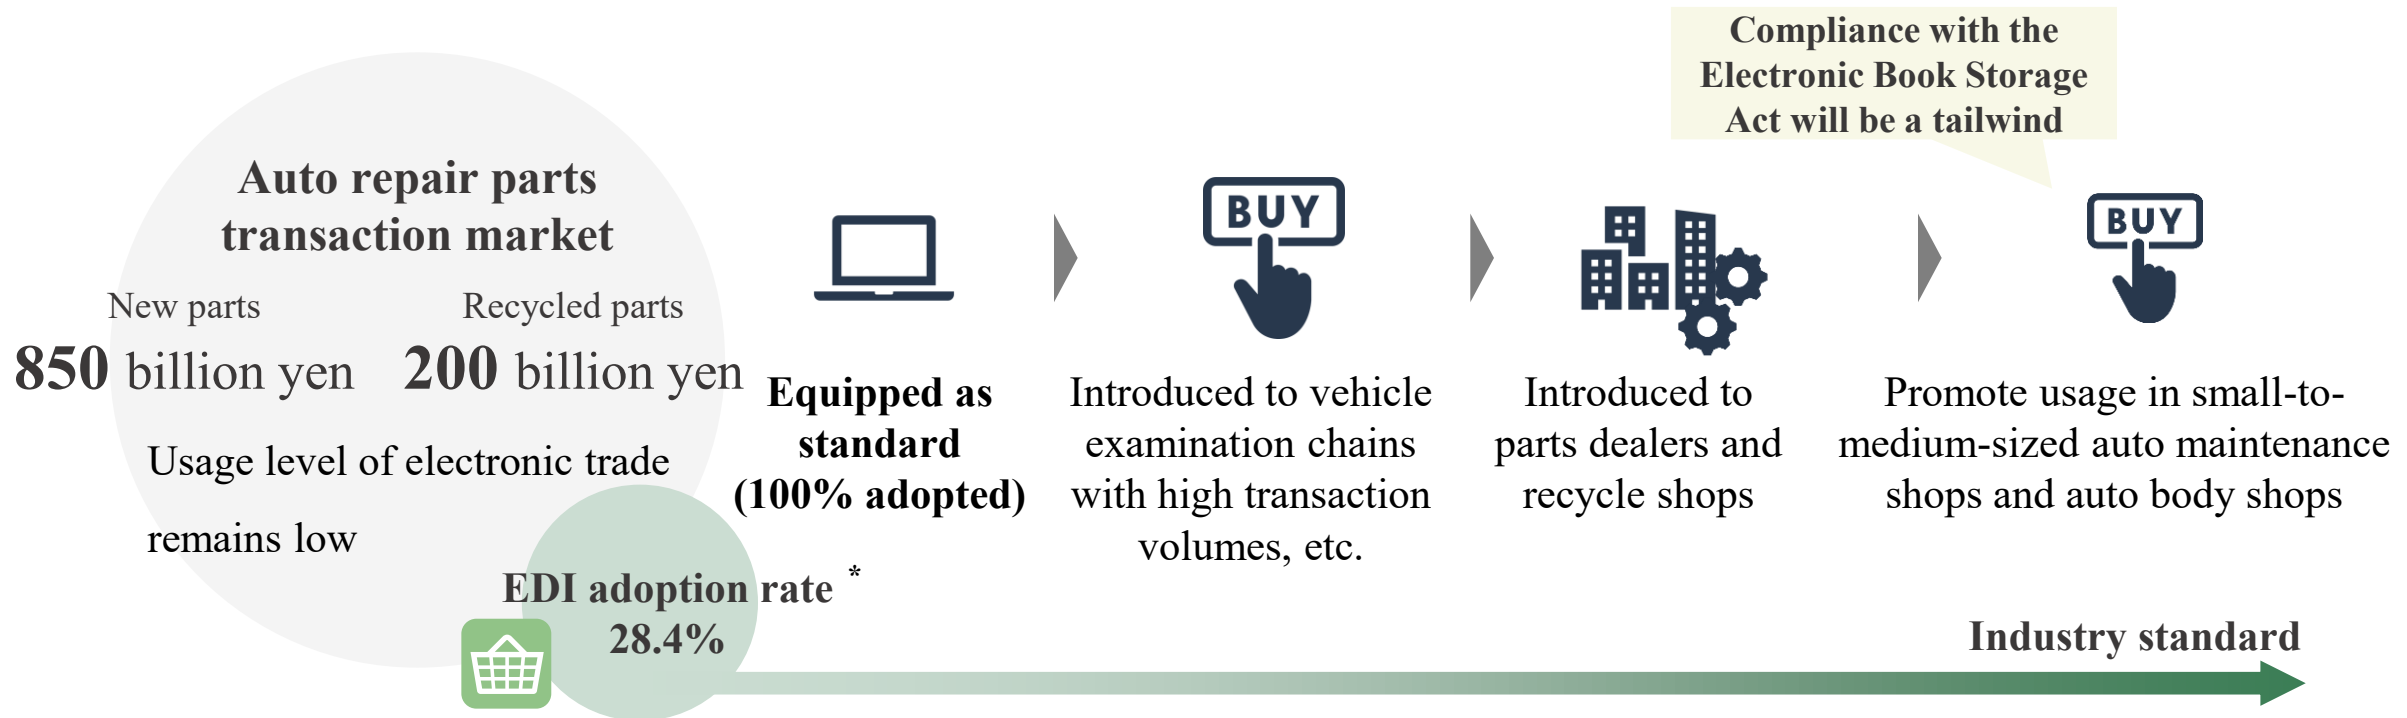 Compliance with the
Electronic Book Storage
Act will be a tailwind
Auto repair parts
transaction market
New parts
850 billion yen
Recycled parts
200 billion yen
Usage level of electronic trade
remains low
EDI adoption rate *
28.4%
Equipped as
standard
(100% adopted)
BUY
Introduced to vehicle
examination chains
with high transaction
volumes, etc.
Introduced to
parts dealers and
recycle shops
BUY
Promote usage in small-to-
medium-sized auto maintenance
shops and auto body shops
Industry standard